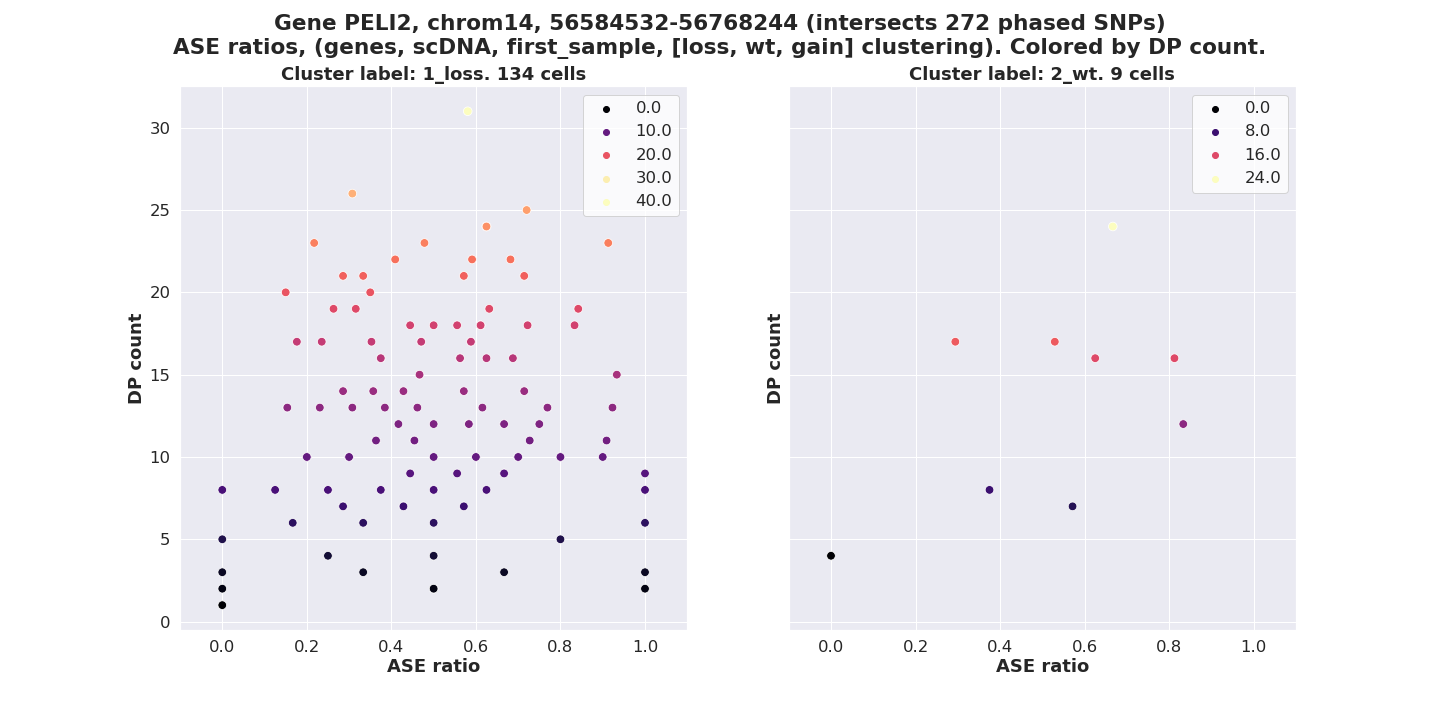 Gene PELI2, chrom14, 56584532-56768244 (intersects 272 phased SNPs)
ASE ratios, (genes, scDNA, first_sample, [loss, wt, gain] clustering). Colored by DP count.
Cluster label: 1_loss. 134 cells
0.0
10.0
20.0
30.0
40.0
30
25
20
15
10
5
0
DP count
0.0 0.2 0.4 0.6 0.8 1.0
ASE ratio
Cluster label: 2_wt. 9 cells
0.0
8.0
16.0
24.0
DP count
0.0 0.2 0.4 0.6 0.8 1.0
ASE ratio